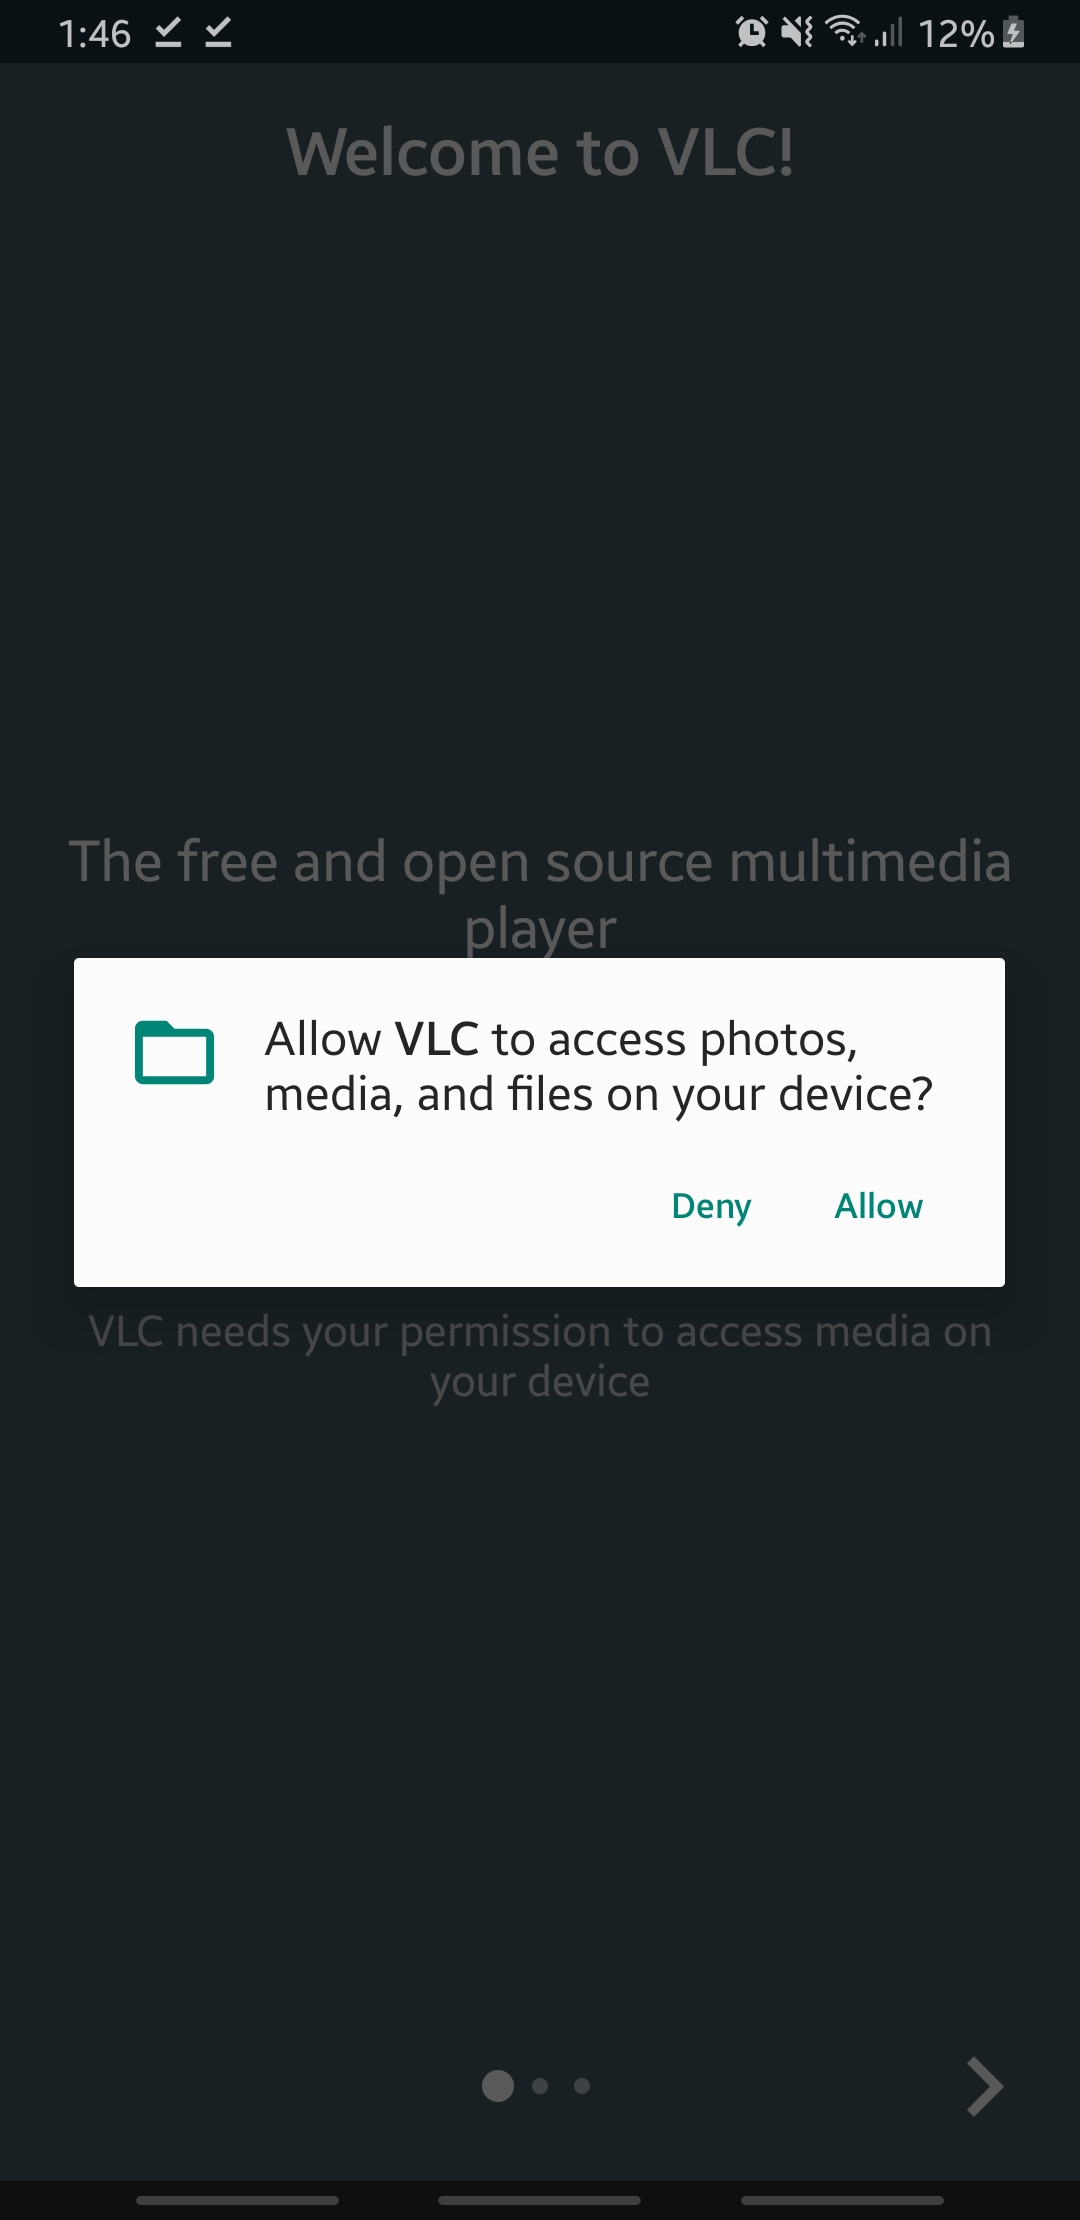 1:46
12%
Welcome to VLC!
The free and open source multimedia
player
Allow VLC to access photos,
media, and files on your device?
Deny Allow
VLC needs your permission to access media on
your device